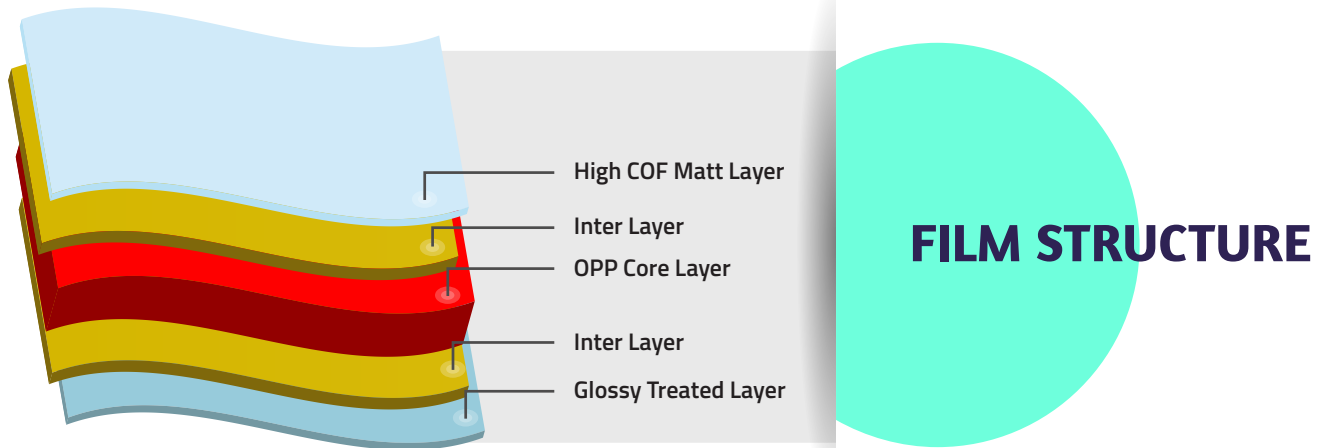 High COF Matt Layer
Inter Layer
OPP Core Layer
Inter Layer
Glossy Treated Layer
FILM STRUCTURE